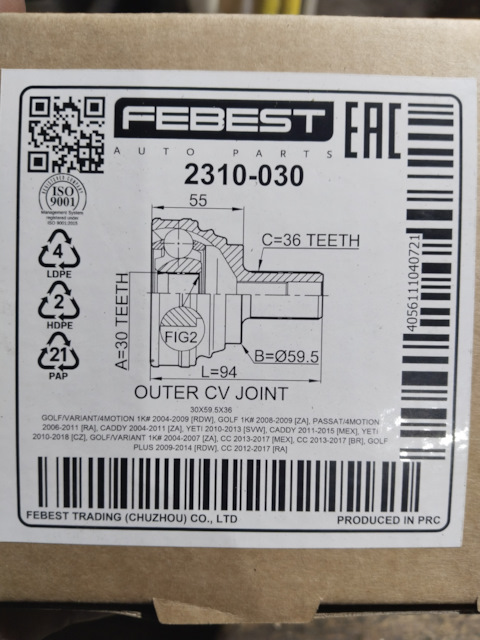 FEBEST
EAC
AUTO PARTS
2310-030
ISO
9001
55
C=36 TEETH
4
LDPE
2
HDPE
21
PAP
A=30 TEETH
FIG2
B=Ø59.5
L=94
4056111040721
OUTER CV JOINT
30X59.5X36
GOLF/VARIANT/4MOTION 1K# 2004-2009 [RDW], GOLF 1K# 2008-2009 [ZA], PASSAT/4MOTION
2006-2011 [RA], CADDY 2004-2011 [ZA], YETI 2010-2013 [SVW], CADDY 2011-2015 [MEX], YETI
2010-2018 [CZ], GOLF/VARIANT 1K# 2004-2007 [ZA], CC 2013-2017 [MEX], CC 2013-2017 [BR], GOLF
PLUS 2009-2014 [RDW], CC 2012-2017 [RA]
FEBEST TRADING (CHUZHOU) CO., LTD
PRODUCED IN PRC